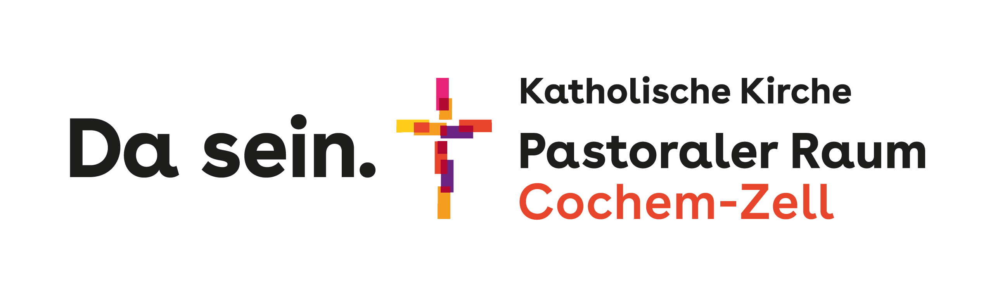 Da sein.
Katholische Kirche
Pastoraler Raum
Cochem-Zell